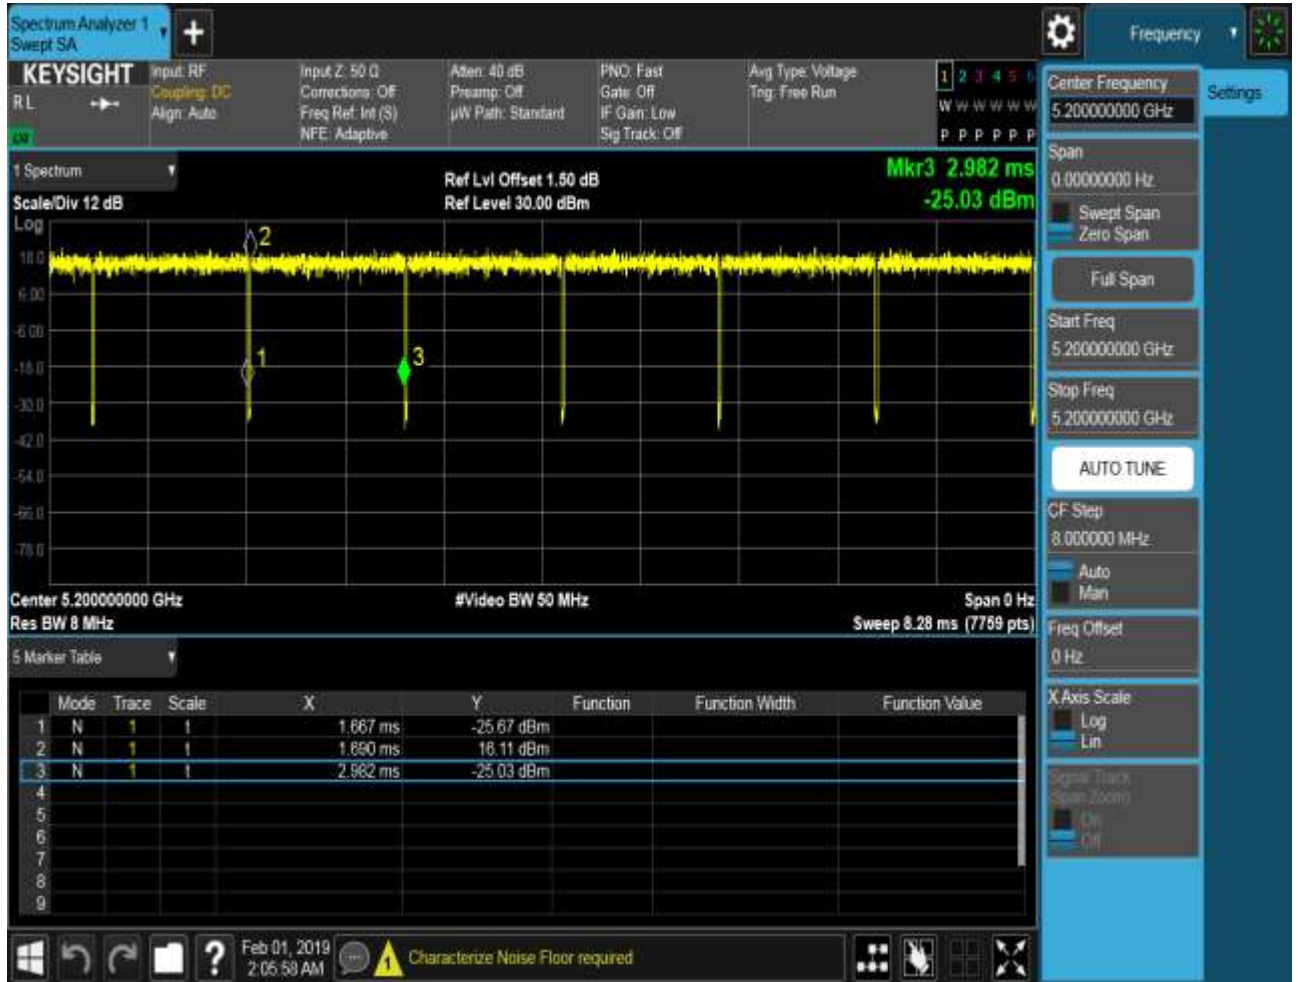 Spectrum Analyzer 1
Swept SA
+
Frequency
KEYSIGHT
RL
Input: RF
Coupling: DC
Align: Auto
Input Z: 50 Ω
Corrections: Off
Freq Ref: Int (S)
NFE: Adaptive
Atten: 40 dB
Preamp: Off
µW Path: Standard
PNO: Fast
Gate: Off
IF Gain: Low
Sig Track: Off
Avg Type: Voltage
Trig: Free Run
1 2 3 4 5 6
W W W W W W
P P P P P P
1 Spectrum
Scale/Div 12 dB
Ref Lvl Offset 1.50 dB
Ref Level 30.00 dBm
Mkr3 2.982 ms
-25.03 dBm
Log
18.0
6.00
-6.00
-18.0
-30.0
-42.0
-54.0
-66.0
-78.0
2
1
3
Center 5.200000000 GHz
#Video BW 50 MHz
Span 0 Hz
Res BW 8 MHz
Sweep 8.28 ms (7759 pts)
5 Marker Table
Mode Trace Scale X Y Function Function Width Function Value
1 N 1 t 1.667 ms -25.67 dBm
2 N 1 t 1.690 ms 16.11 dBm
3 N 1 t 2.982 ms -25.03 dBm
4
5
6
7
8
9
Feb 01, 2019
2:05:58 AM
?
1
Characterize Noise Floor required
Center Frequency
5.200000000 GHz
Settings
Span
0.00000000 Hz
Swept Span
Zero Span
Full Span
Start Freq
5.200000000 GHz
Stop Freq
5.200000000 GHz
AUTO TUNE
CF Step
8.000000 MHz
Auto
Man
Freq Offset
0 Hz
X Axis Scale
Log
Lin
Signal Track
(Span Zoom)
On
Off